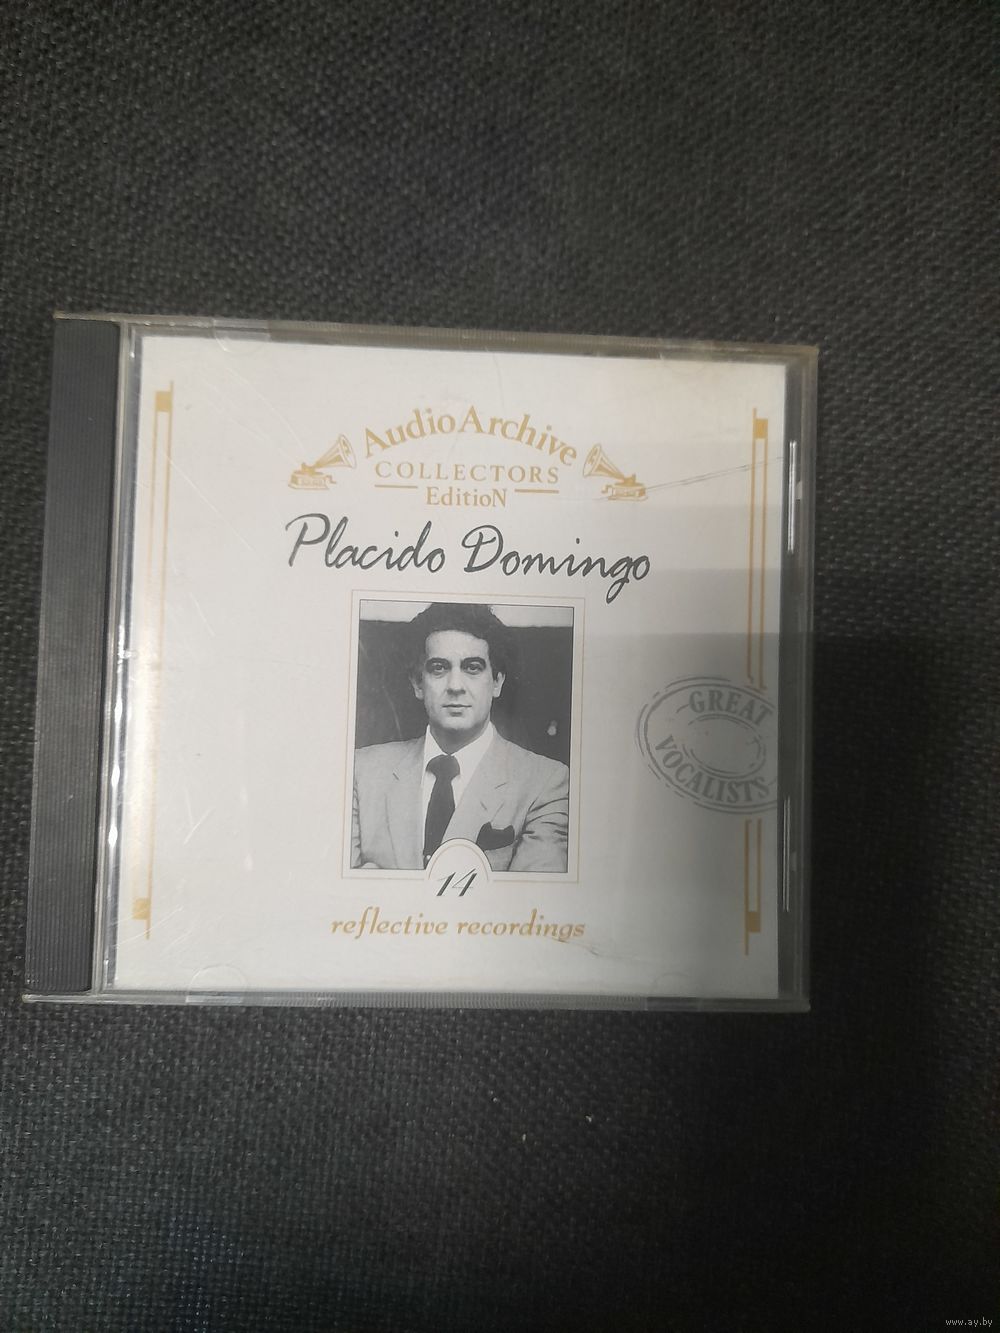 AudioArchive
COLLECTORS
EditioN
Placido Domingo
GREAT
VOCALISTS
14
reflective recordings
www.ay.by